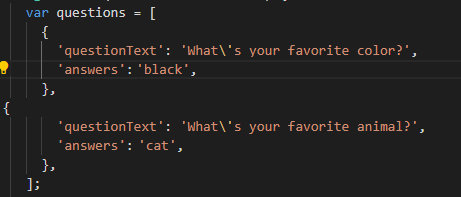 var questions = [
{
'questionText': 'What\'s your favorite color?',
'answers': 'black',
},
{
'questionText': 'What\'s your favorite animal?',
'answers': 'cat',
},
];